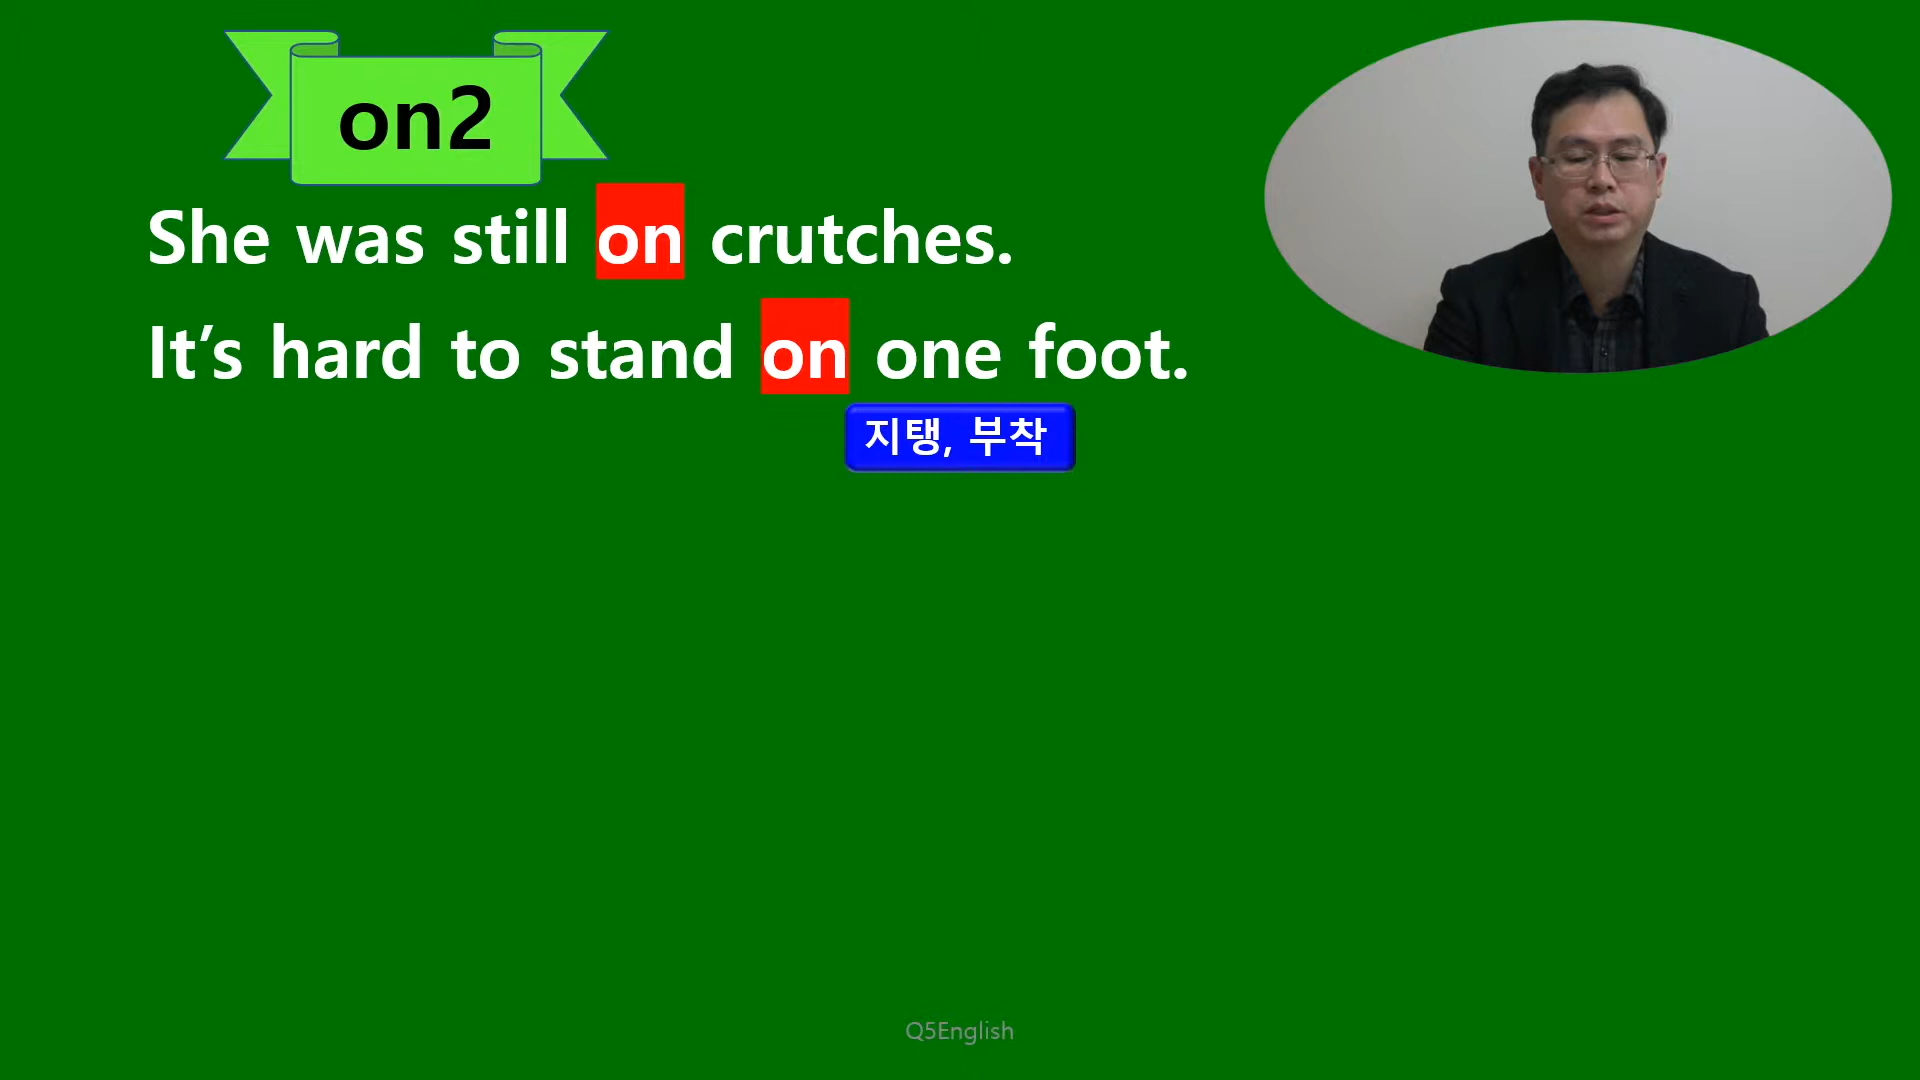 on2
She was still on crutches.
It’s hard to stand on one foot.
지탱, 부착
Q5English